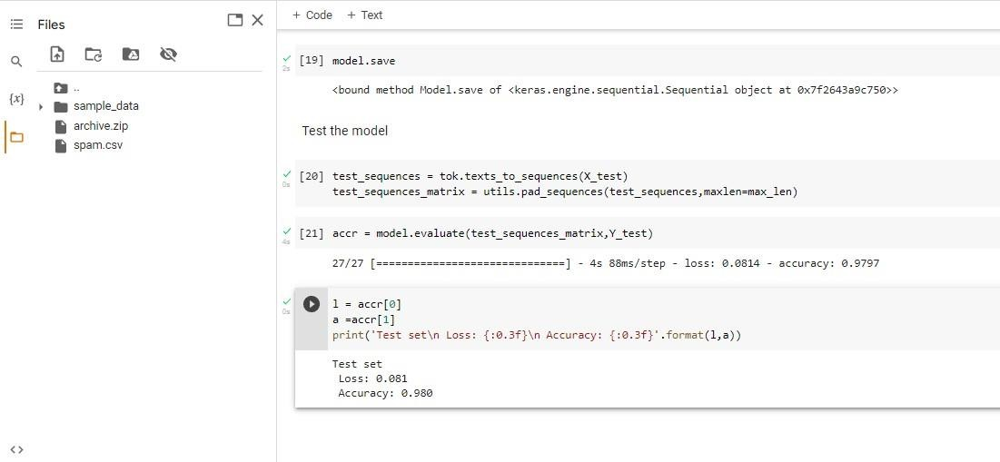 Files
..
sample_data
archive.zip
spam.csv
{x}
<>
+ Code + Text
2s
[19] model.save
<bound method Model.save of <keras.engine.sequential.Sequential object at 0x7f2643a9c750>>
Test the model
0s
[20] test_sequences = tok.texts_to_sequences(X_test)
test_sequences_matrix = utils.pad_sequences(test_sequences,maxlen=max_len)
4s
[21] accr = model.evaluate(test_sequences_matrix,Y_test)
27/27 [==============================] - 4s 88ms/step - loss: 0.0814 - accuracy: 0.9797
0s
l = accr[0]
a =accr[1]
print('Test set\n Loss: {:0.3f}\n Accuracy: {:0.3f}'.format(l,a))
Test set
Loss: 0.081
Accuracy: 0.980